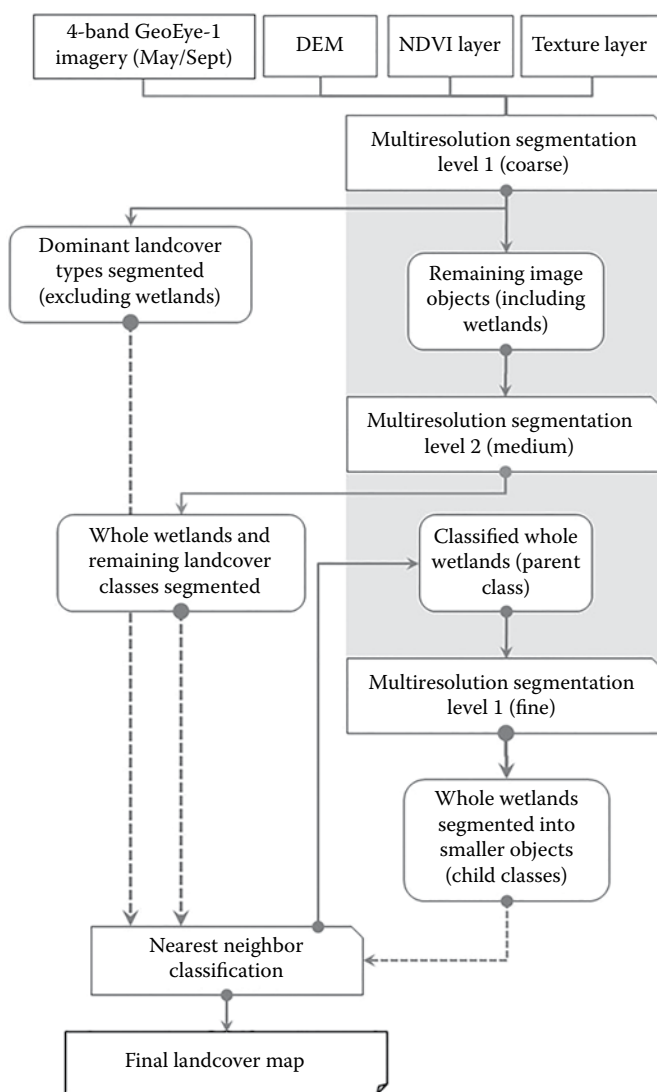 4-band GeoEye-1
imagery (May/Sept)
DEM
NDVI layer
Texture layer
Multiresolution segmentation
level 1 (coarse)
Dominant landcover
types segmented
(excluding wetlands)
Remaining image
objects (including
wetlands)
Multiresolution segmentation
level 2 (medium)
Whole wetlands and
remaining landcover
classes segmented
Classified whole
wetlands (parent
class)
Multiresolution segmentation
level 1 (fine)
Whole wetlands
segmented into
smaller objects
(child classes)
Nearest neighbor
classification
Final landcover map